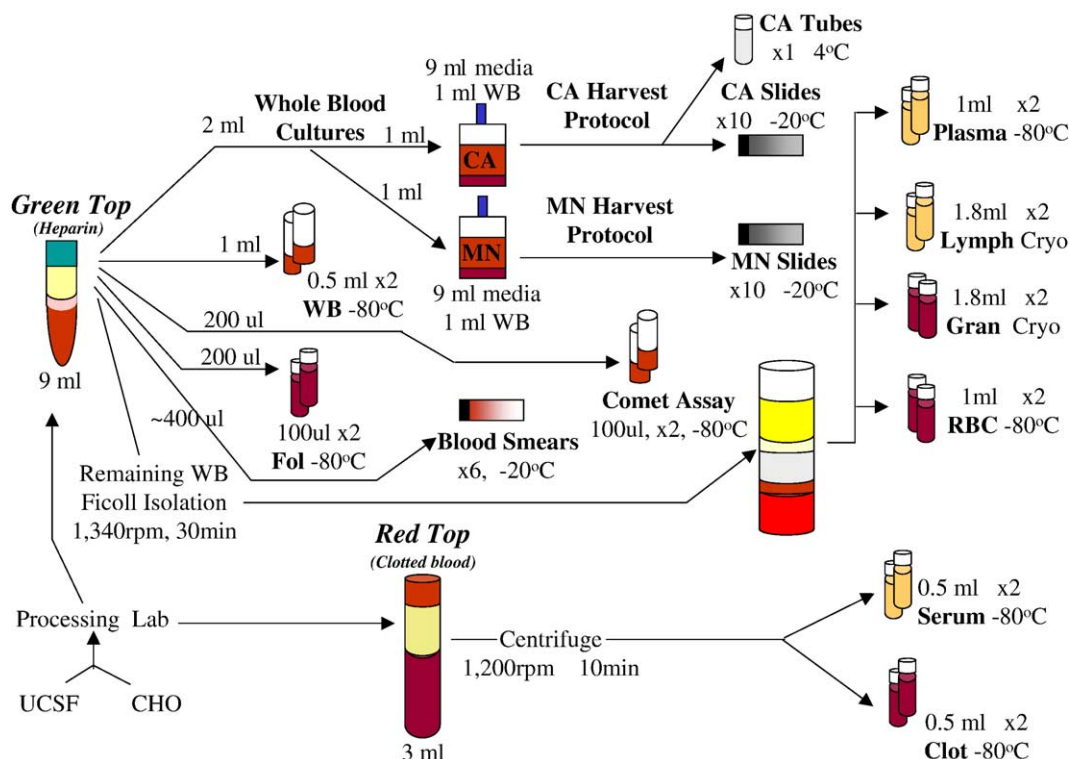 CA Tubes
x1 4°C
9 ml media
1 ml WB
CA Harvest
Protocol
CA Slides
x10 -20°C
Whole Blood
Cultures
2 ml
1 ml
CA
1 ml
1ml x2
Plasma -80°C
Green Top
(Heparin)
9 ml
1 ml
0.5 ml x2
WB -80°C
MN
9 ml media
1 ml WB
MN Harvest
Protocol
MN Slides
x10 -20°C
1.8ml x2
Lymph Cryo
1.8ml x2
Gran Cryo
1ml x2
RBC -80°C
200 ul
200 ul
100ul x2
Fol -80°C
~400 ul
Blood Smears
x6, -20°C
Comet Assay
100ul, x2, -80°C
Remaining WB
Ficoll Isolation
1,340rpm, 30min
Red Top
(Clotted blood)
3 ml
Processing Lab
UCSF CHO
Centrifuge
1,200rpm 10min
0.5 ml x2
Serum -80°C
0.5 ml x2
Clot -80°C